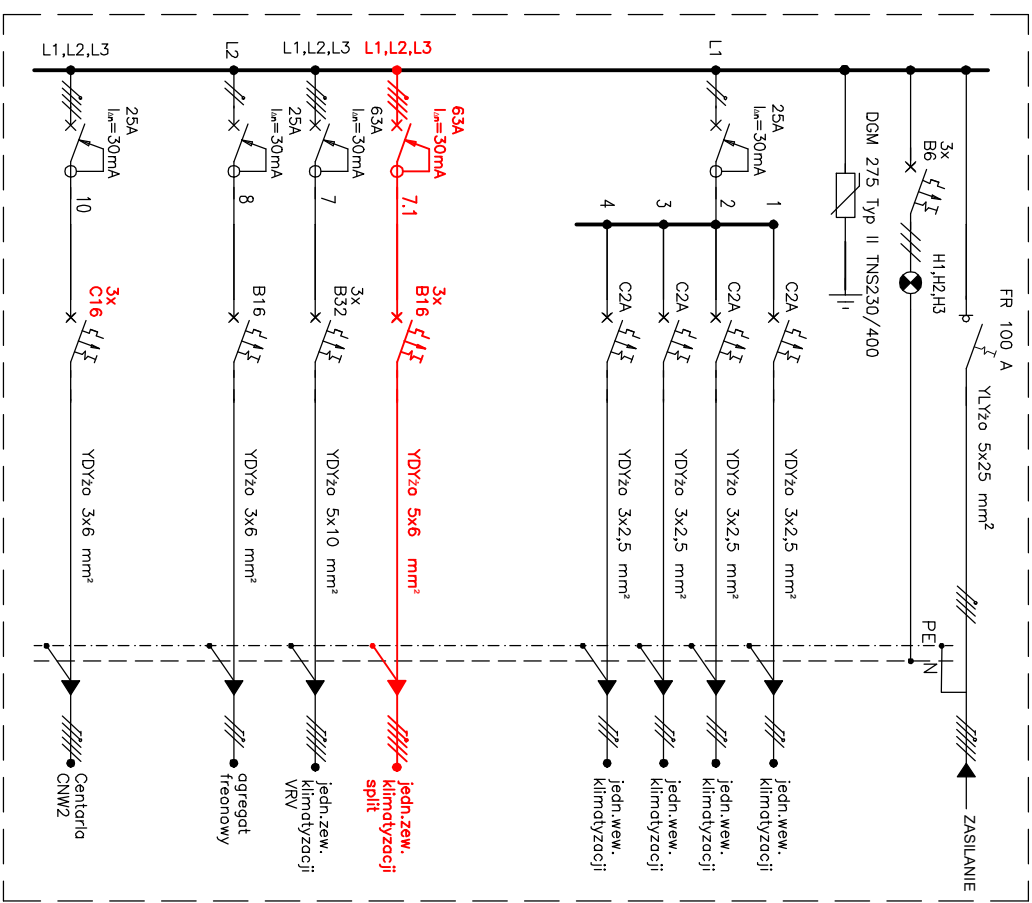 L1,L2,L3
L2
L1,L2,L3
L1,L2,L3
L1
FR 100 A
YLYżo 5x25 mm²
ZASILANIE
3x
B6
H1,H2,H3
PE
N
DGM 275 Typ II TNS230/400
25A
IΔn=30mA
1
C2A
YDYżo 3x2,5 mm²
jedn.wew.
klimatyzacji
2
C2A
YDYżo 3x2,5 mm²
jedn.wew.
klimatyzacji
3
C2A
YDYżo 3x2,5 mm²
jedn.wew.
klimatyzacji
4
C2A
YDYżo 3x2,5 mm²
jedn.wew.
klimatyzacji
63A
IΔn=30mA
7.1
3x
B16
YDYżo 5x6 mm²
jedn.zew.
klimatyzacji
split
63A
IΔn=30mA
7
3x
B32
YDYżo 5x10 mm²
jedn.zew.
klimatyzacji
VRV
25A
IΔn=30mA
8
B16
YDYżo 3x6 mm²
agregat
freonowy
25A
IΔn=30mA
10
3x
C16
YDYżo 3x6 mm²
Centarla
CNW2